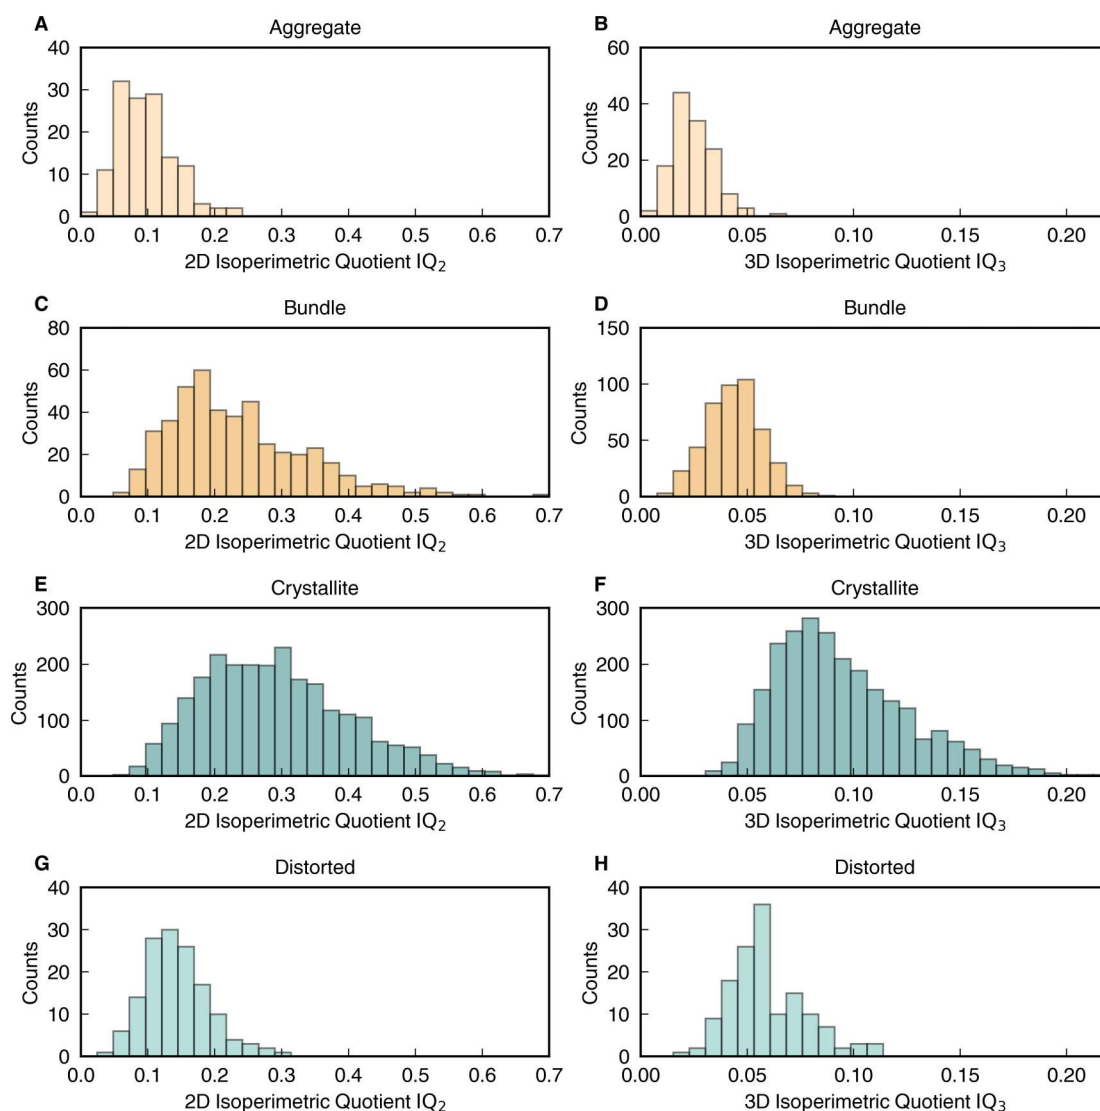 A Aggregate
40
30
20
10
0
Counts
0.0 0.1 0.2 0.3 0.4 0.5 0.6 0.7
2D Isoperimetric Quotient IQ2
B Aggregate
60
40
20
0
Counts
0.00 0.05 0.10 0.15 0.20
3D Isoperimetric Quotient IQ3
C Bundle
80
60
40
20
0
Counts
0.0 0.1 0.2 0.3 0.4 0.5 0.6 0.7
2D Isoperimetric Quotient IQ2
D Bundle
150
100
50
0
Counts
0.00 0.05 0.10 0.15 0.20
3D Isoperimetric Quotient IQ3
E Crystallite
300
200
100
0
Counts
0.0 0.1 0.2 0.3 0.4 0.5 0.6 0.7
2D Isoperimetric Quotient IQ2
F Crystallite
300
200
100
0
Counts
0.00 0.05 0.10 0.15 0.20
3D Isoperimetric Quotient IQ3
G Distorted
40
30
20
10
0
Counts
0.0 0.1 0.2 0.3 0.4 0.5 0.6 0.7
2D Isoperimetric Quotient IQ2
H Distorted
40
30
20
10
0
Counts
0.00 0.05 0.10 0.15 0.20
3D Isoperimetric Quotient IQ3